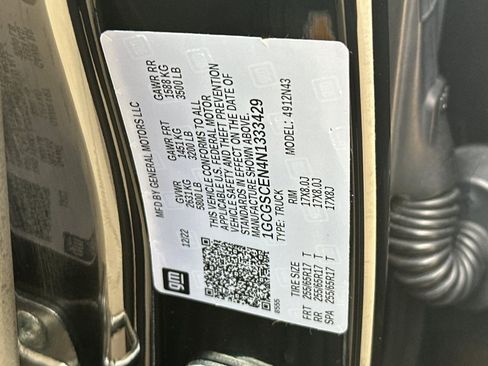 MFD BY GENERAL MOTORS LLC
12/22
GVWR GAWR FRT GAWR RR
2631 KG 1451 KG 1588 KG
5800 LB 3200 LB 3500 LB
THIS VEHICLE CONFORMS TO ALL
APPLICABLE U.S. FEDERAL MOTOR
VEHICLE SAFETY AND THEFT PREVENTION
STANDARDS IN EFFECT ON THE DATE OF
MANUFACTURE SHOWN ABOVE.
1GCGSCEN4N1333429
TYPE: TRUCK MODEL: 4912N43
gm
8555
TIRE SIZE RIM
FRT 255/65R17 T 17X8.0J
RR 255/65R17 T 17X8.0J
SPA 255/65R17 T 17X8J